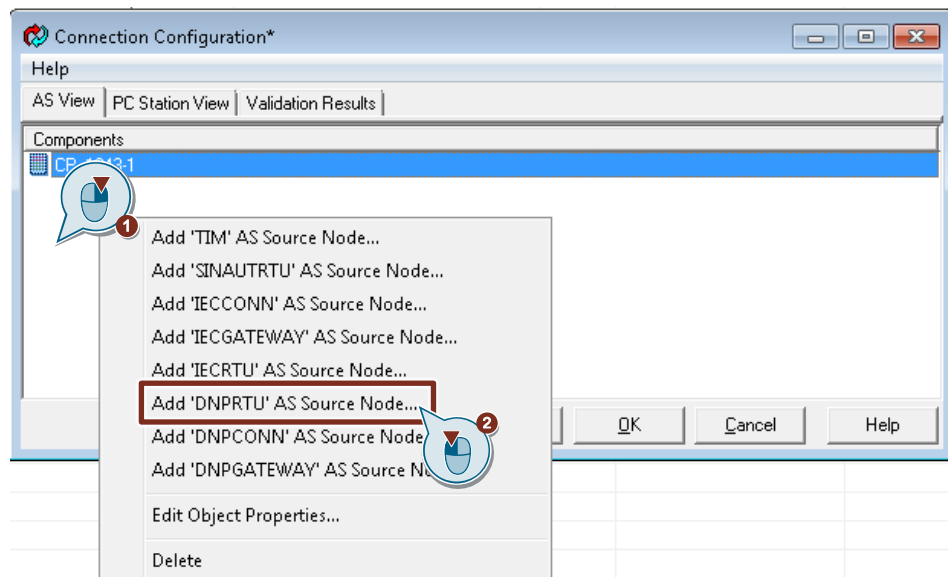 Connection Configuration*
Help
AS View PC Station View Validation Results
Components
1
Add 'TIM' AS Source Node...
Add 'SINAUTRTU' AS Source Node...
Add 'IECCONN' AS Source Node...
Add 'IECGATEWAY' AS Source Node...
Add 'IECRTU' AS Source Node...
Add 'DNPRTU' AS Source Node...
2
OK Cancel Help
Add 'DNPCONN' AS Source Node
Add 'DNPGATEWAY' AS Source
Edit Object Properties...
Delete